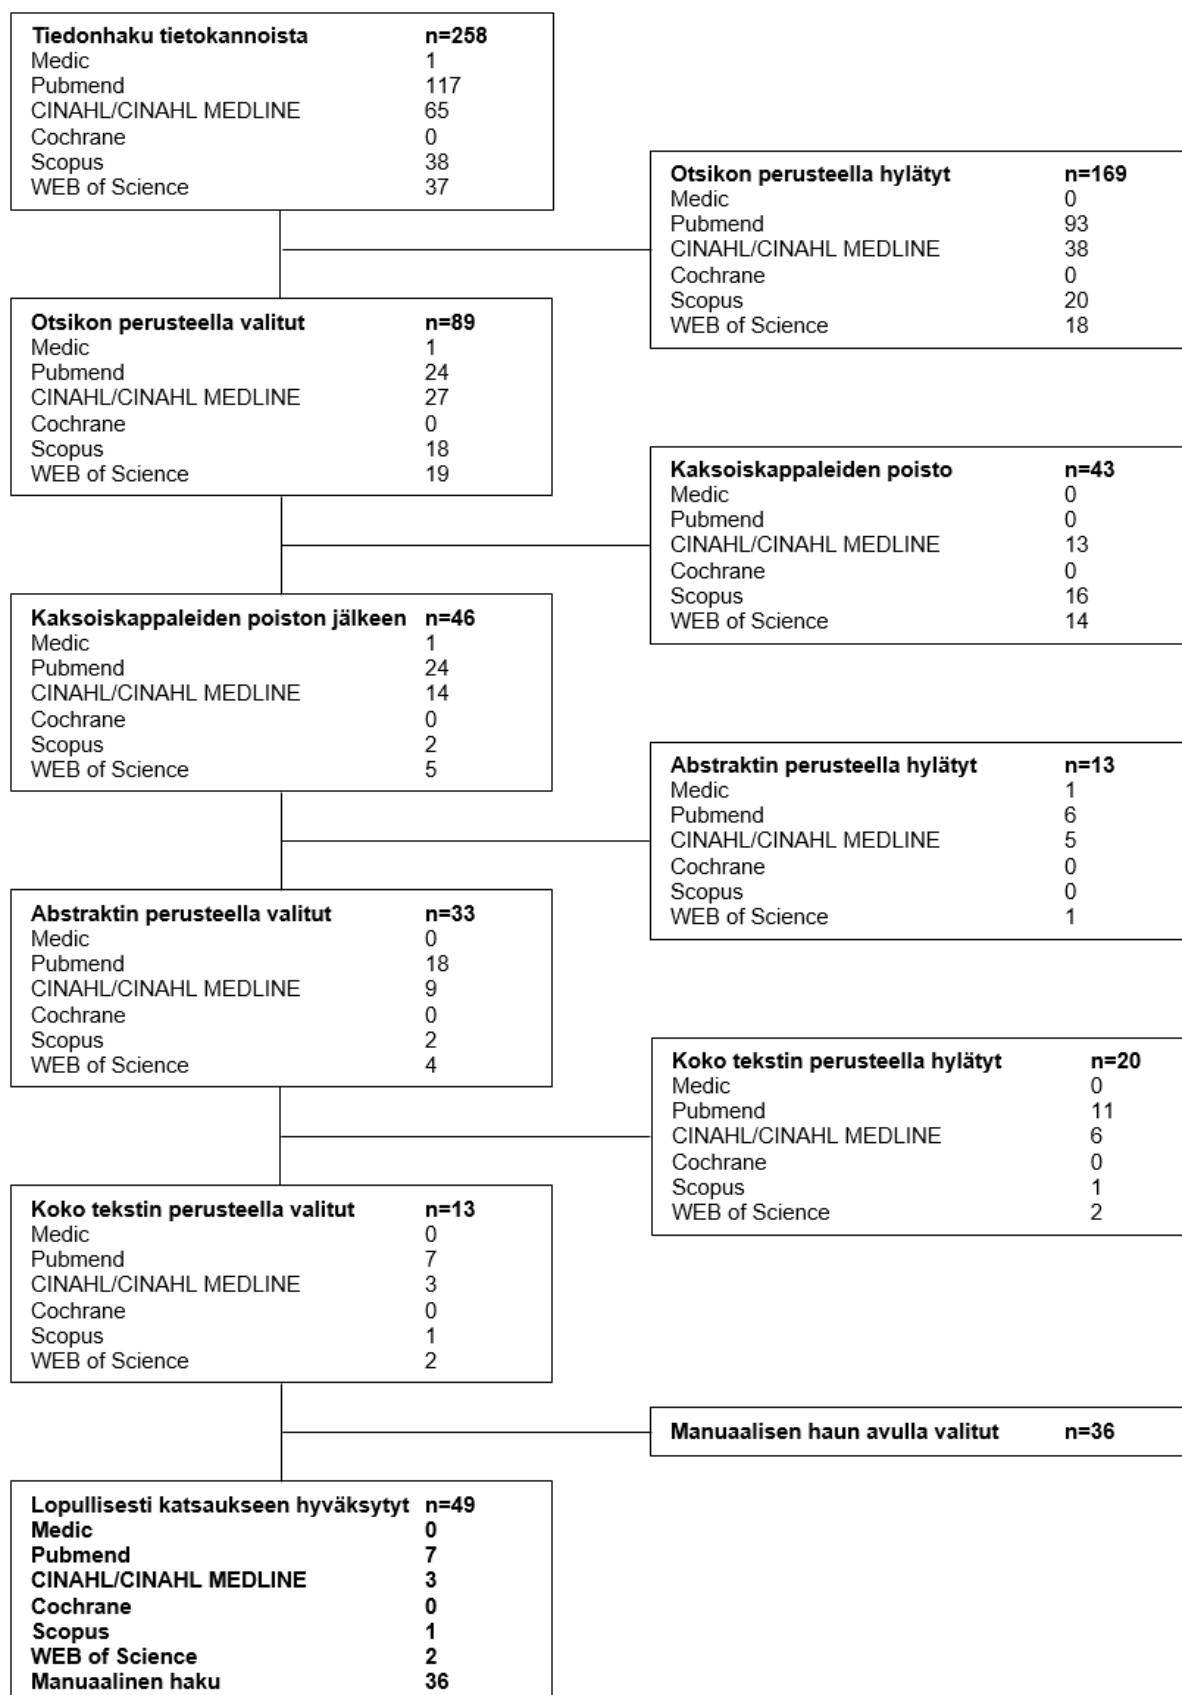 Tiedonhaku tietokannoista n=258
Medic 1
Pubmend 117
CINAHL/CINAHL MEDLINE 65
Cochrane 0
Scopus 38
WEB of Science 37
Otsikon perusteella hylätyt n=169
Medic 0
Pubmend 93
CINAHL/CINAHL MEDLINE 38
Cochrane 0
Scopus 20
WEB of Science 18
Otsikon perusteella valitut n=89
Medic 1
Pubmend 24
CINAHL/CINAHL MEDLINE 27
Cochrane 0
Scopus 18
WEB of Science 19
Kaksoiskappaleiden poisto n=43
Medic 0
Pubmend 0
CINAHL/CINAHL MEDLINE 13
Cochrane 0
Scopus 16
WEB of Science 14
Kaksoiskappaleiden poiston jälkeen n=46
Medic 1
Pubmend 24
CINAHL/CINAHL MEDLINE 14
Cochrane 0
Scopus 2
WEB of Science 5
Abstraktin perusteella hylätyt n=13
Medic 1
Pubmend 6
CINAHL/CINAHL MEDLINE 5
Cochrane 0
Scopus 0
WEB of Science 1
Abstraktin perusteella valitut n=33
Medic 0
Pubmend 18
CINAHL/CINAHL MEDLINE 9
Cochrane 0
Scopus 2
WEB of Science 4
Koko tekstin perusteella hylätyt n=20
Medic 0
Pubmend 11
CINAHL/CINAHL MEDLINE 6
Cochrane 0
Scopus 1
WEB of Science 2
Koko tekstin perusteella valitut n=13
Medic 0
Pubmend 7
CINAHL/CINAHL MEDLINE 3
Cochrane 0
Scopus 1
WEB of Science 2
Manuaalisen haun avulla valitut n=36
Lopullisesti katsaukseen hyväksytyt n=49
Medic 0
Pubmend 7
CINAHL/CINAHL MEDLINE 3
Cochrane 0
Scopus 1
WEB of Science 2
Manuaalinen haku 36